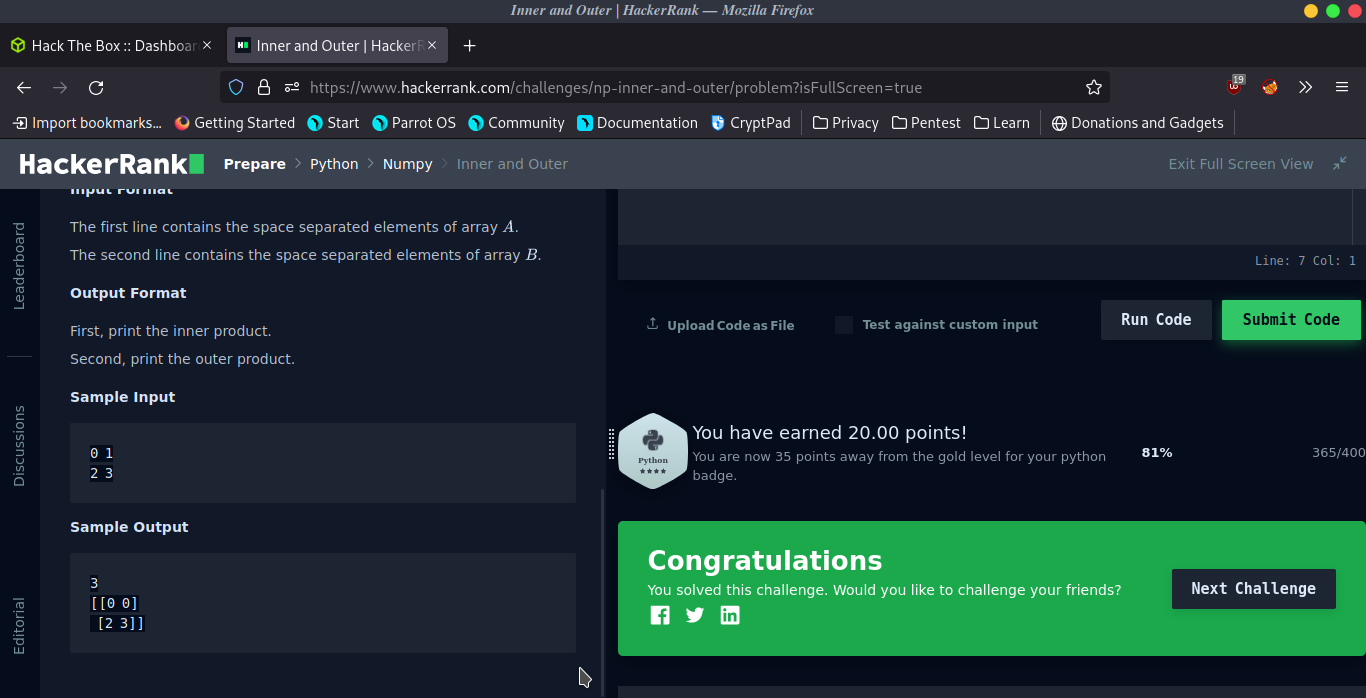 Inner and Outer | HackerRank — Mozilla Firefox
Hack The Box :: Dashboar
Inner and Outer | HackerR
19
https://www.hackerrank.com/challenges/np-inner-and-outer/problem?isFullScreen=true
Import bookmarks...
Getting Started
Start
Parrot OS
Community
Documentation
CryptPad
Privacy
Pentest
Learn
Donations and Gadgets
HackerRank
Prepare > Python > Numpy > Inner and Outer
Exit Full Screen View
Leaderboard
Discussions
Editorial
Input Format
The first line contains the space separated elements of array A.
The second line contains the space separated elements of array B.
Output Format
First, print the inner product.
Second, print the outer product.
Sample Input
0 1
2 3
Sample Output
3
[[0 0]
 [2 3]]
Line: 7 Col: 1
Upload Code as File
Test against custom input
Run Code
Submit Code
Python
You have earned 20.00 points!
You are now 35 points away from the gold level for your python
badge.
81%
365/400
Congratulations
You solved this challenge. Would you like to challenge your friends?
Next Challenge